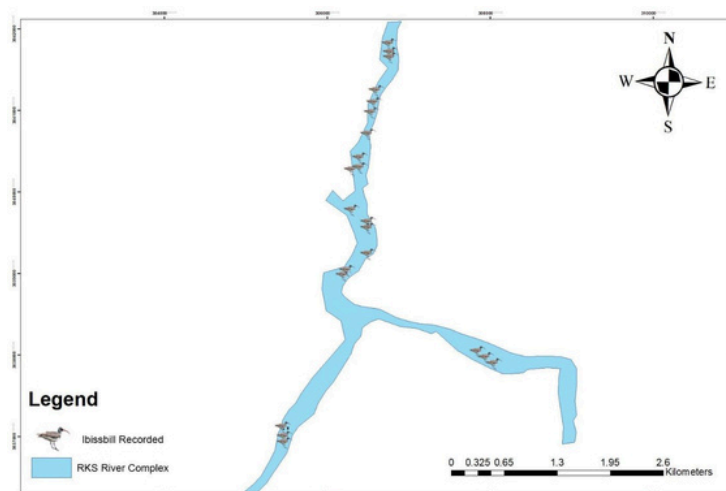 N
W E
S
Legend
Ibissbill Recorded
RKS River Complex
0 0.325 0.65 1.3 1.95 2.6
Kilometers